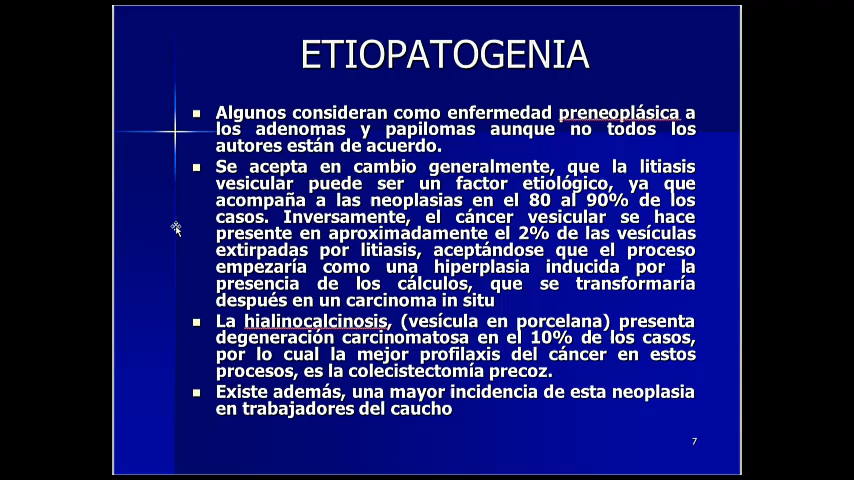 ETIOPATOGENIA
Algunos consideran como enfermedad preneoplásica a
los adenomas y papilomas aunque no todos los
autores están de acuerdo.
Se acepta en cambio generalmente, que la litiasis
vesicular puede ser un factor etiológico, ya que
acompaña a las neoplasias en el 80 al 90% de los
casos. Inversamente, el cáncer vesicular se hace
presente en aproximadamente el 2% de las vesículas
extirpadas por litiasis, aceptándose que el proceso
empezaría como una hiperplasia inducida por la
presencia de los cálculos, que se transformaría
después en un carcinoma in situ
La hialinocalcinosis, (vesícula en porcelana) presenta
degeneración carcinomatosa en el 10% de los casos,
por lo cual la mejor profilaxis del cáncer en estos
procesos, es la colecistectomía precoz.
Existe además, una mayor incidencia de esta neoplasia
en trabajadores del caucho
7